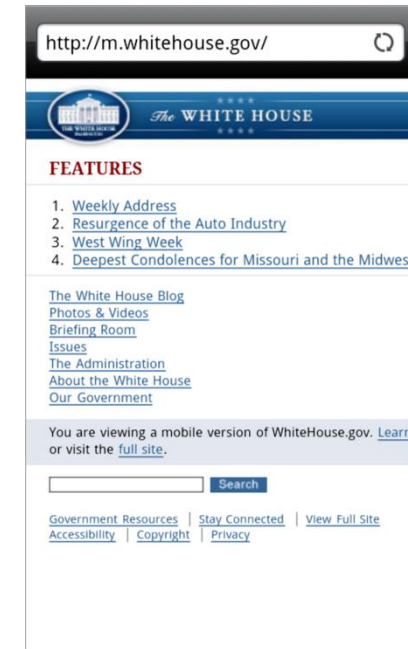 http://m.whitehouse.gov/
The WHITE HOUSE
THE WHITE HOUSE
WASHINGTON
FEATURES
1. Weekly Address
2. Resurgence of the Auto Industry
3. West Wing Week
4. Deepest Condolences for Missouri and the Midwes
The White House Blog
Photos & Videos
Briefing Room
Issues
The Administration
About the White House
Our Government
You are viewing a mobile version of WhiteHouse.gov. Learn
or visit the full site.
Search
Government Resources | Stay Connected | View Full Site
Accessibility | Copyright | Privacy